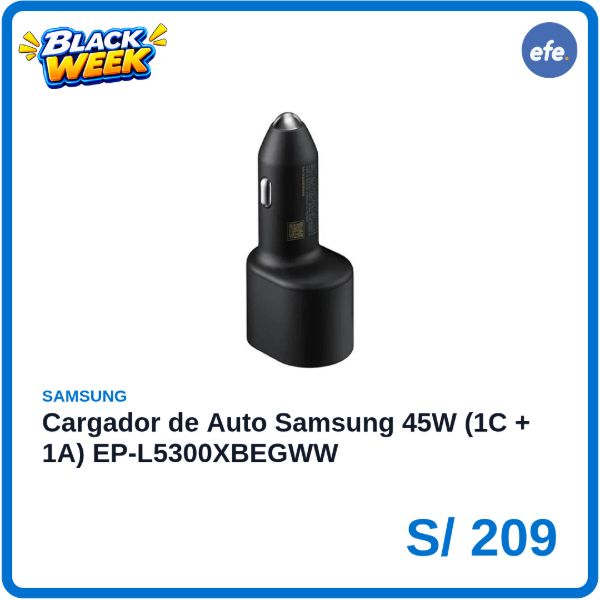 BLACK
WEEK
efe.
SAMSUNG
Cargador de Auto Samsung 45W (1C +
1A) EP-L5300XBEGWW
S/ 209